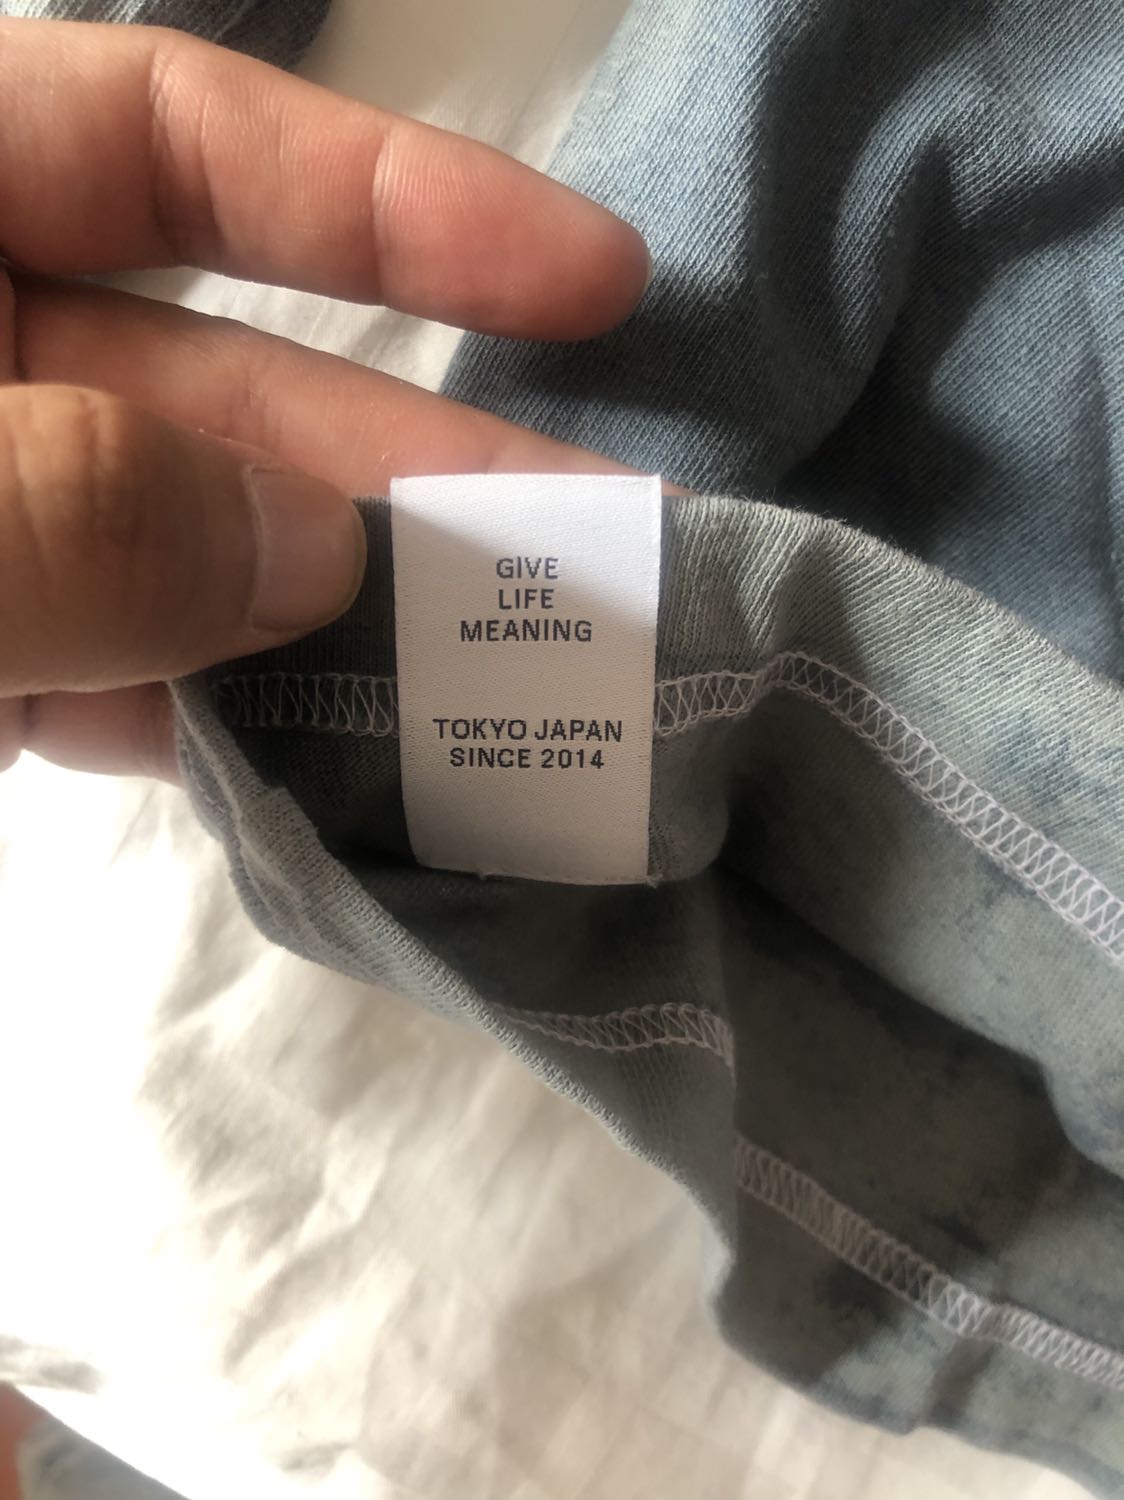 GIVE
LIFE
MEANING
TOKYO JAPAN
SINCE 2014